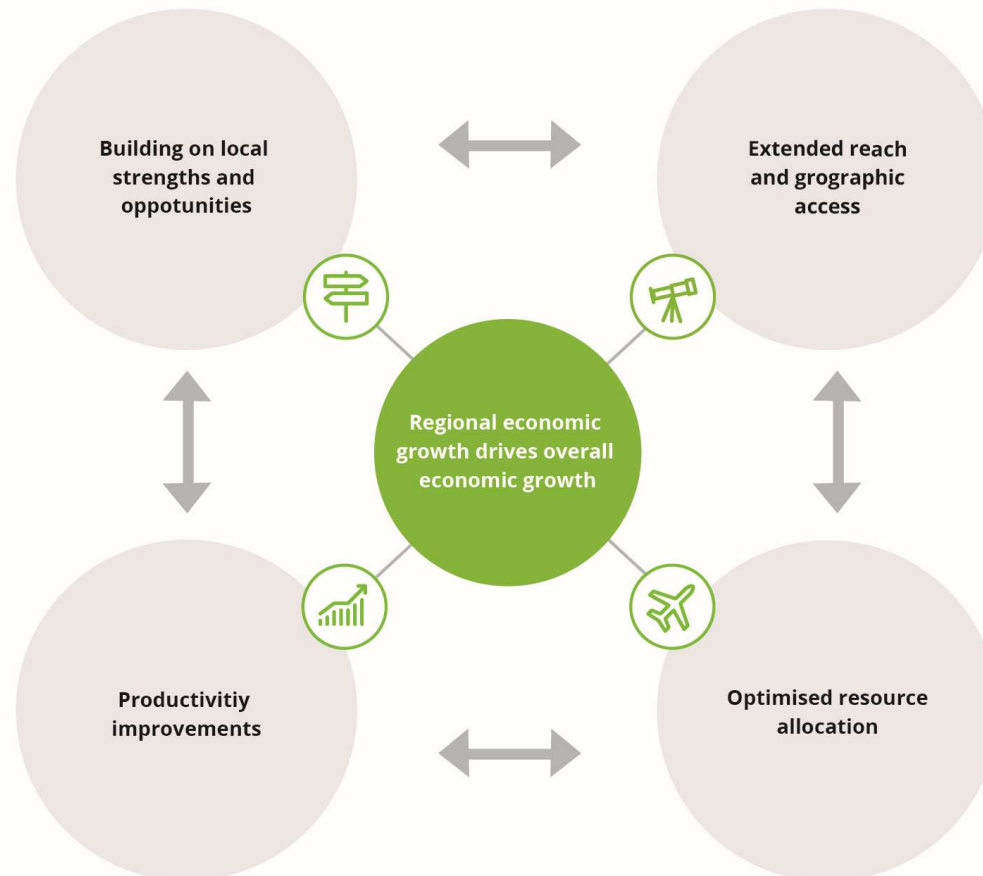 Building on local
strengths and
oppotunities
Extended reach
and grographic
access
Regional economic
growth drives overall
economic growth
Productivitiy
improvements
Optimised resource
allocation